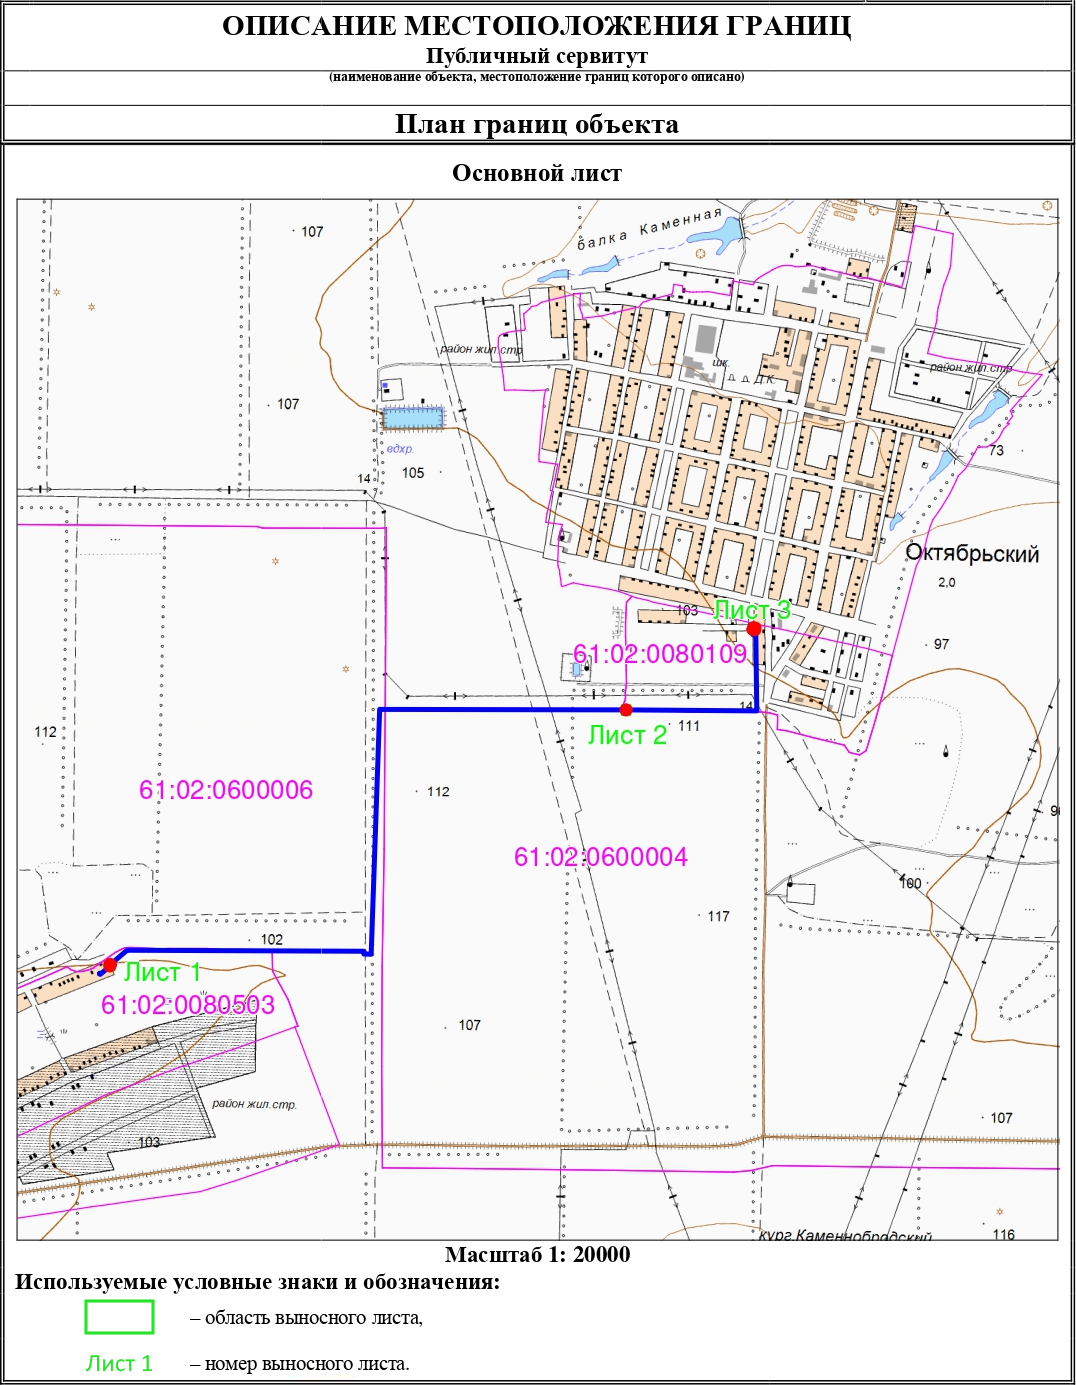 ОПИСАНИЕ МЕСТОПОЛОЖЕНИЯ ГРАНИЦ
Публичный сервитут
(наименование объекта, местоположение границ которого описано)
План границ объекта
Основной лист
балка Каменная
107
район жил.стр.
шк.
Д.К.
район жил.стр.
107
вдхр.
73
105
14
Октябрьский
2,0
103
Лист 3
97
61:02:0080109
14
111
Лист 2
112
61:02:0600006
112
61:02:0600004
100
117
102
Лист 1
61:02:0080503
107
район жил.стр.
107
103
116
кург.Каменнобродский
Масштаб 1: 20000
Используемые условные знаки и обозначения:
– область выносного листа,
Лист 1 – номер выносного листа.